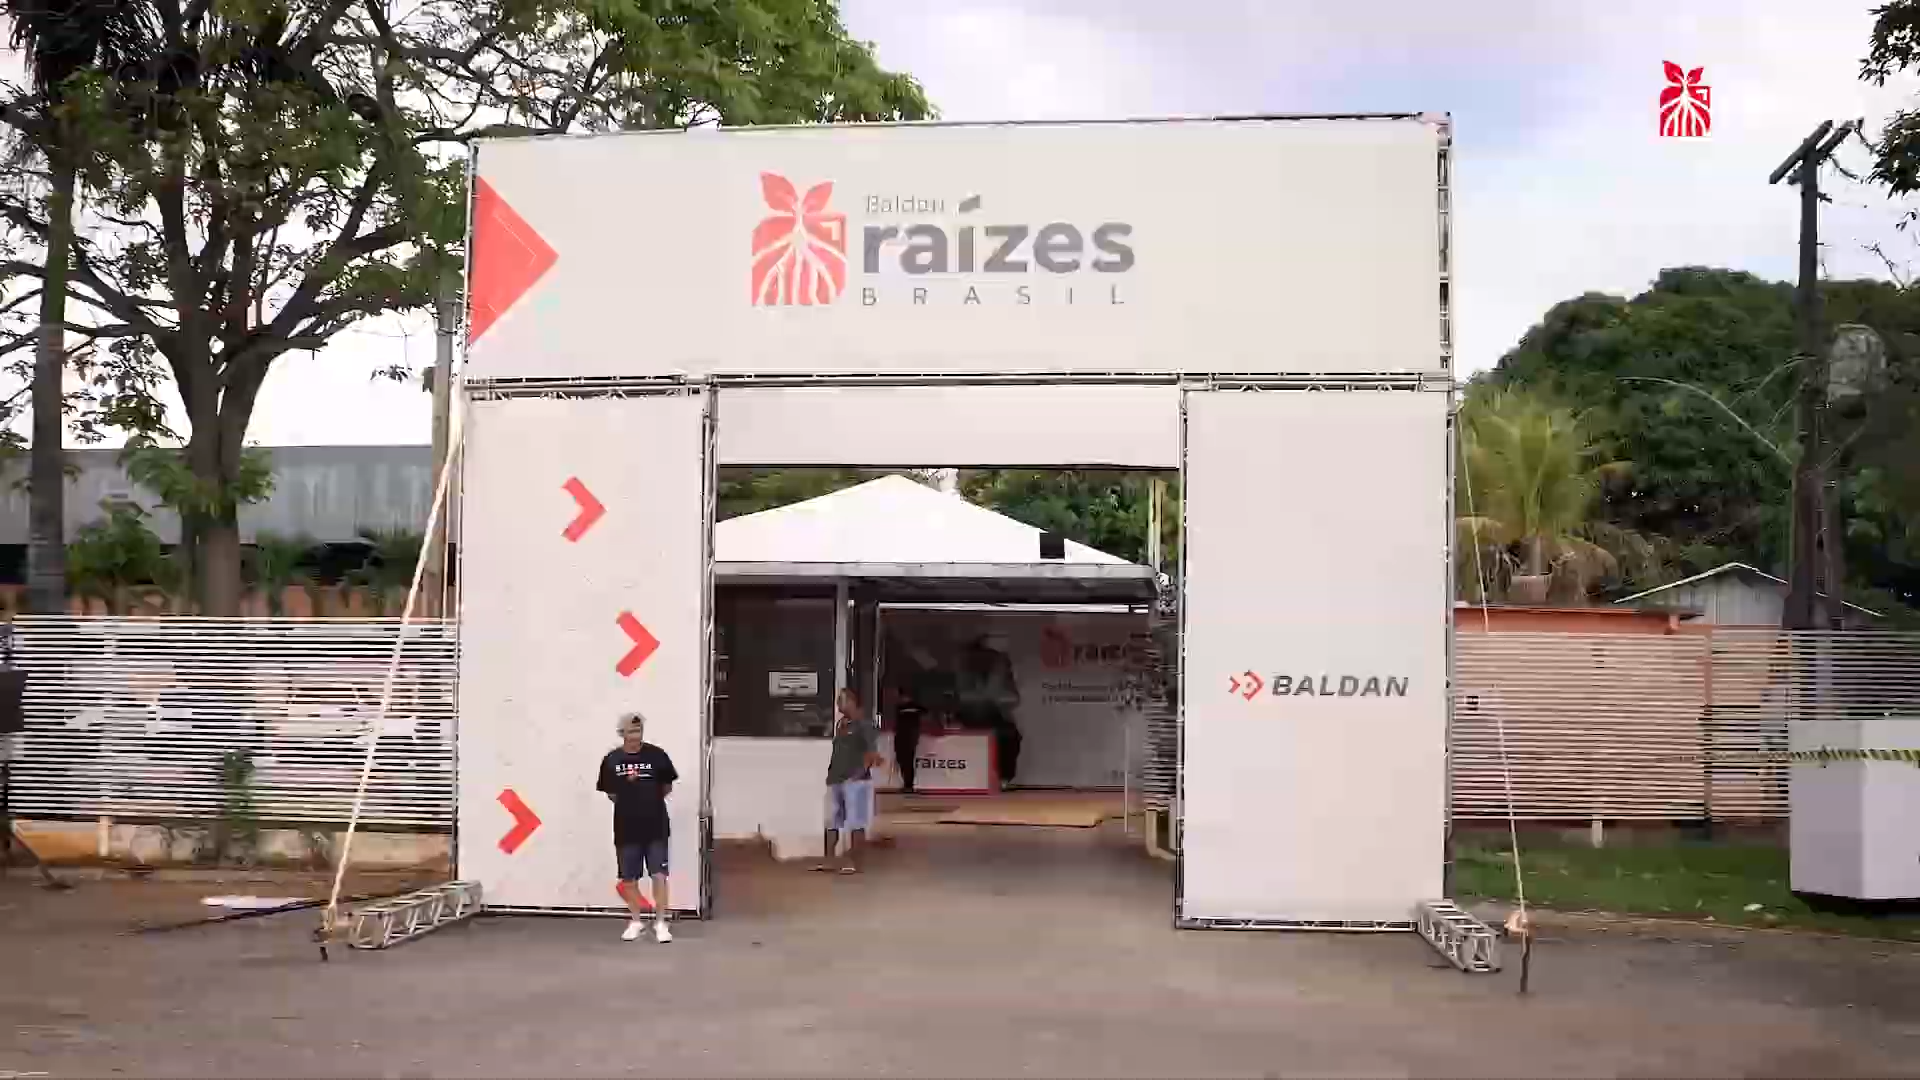 Baldan
raízes
BRASIL
BALDAN
raízes
raízes